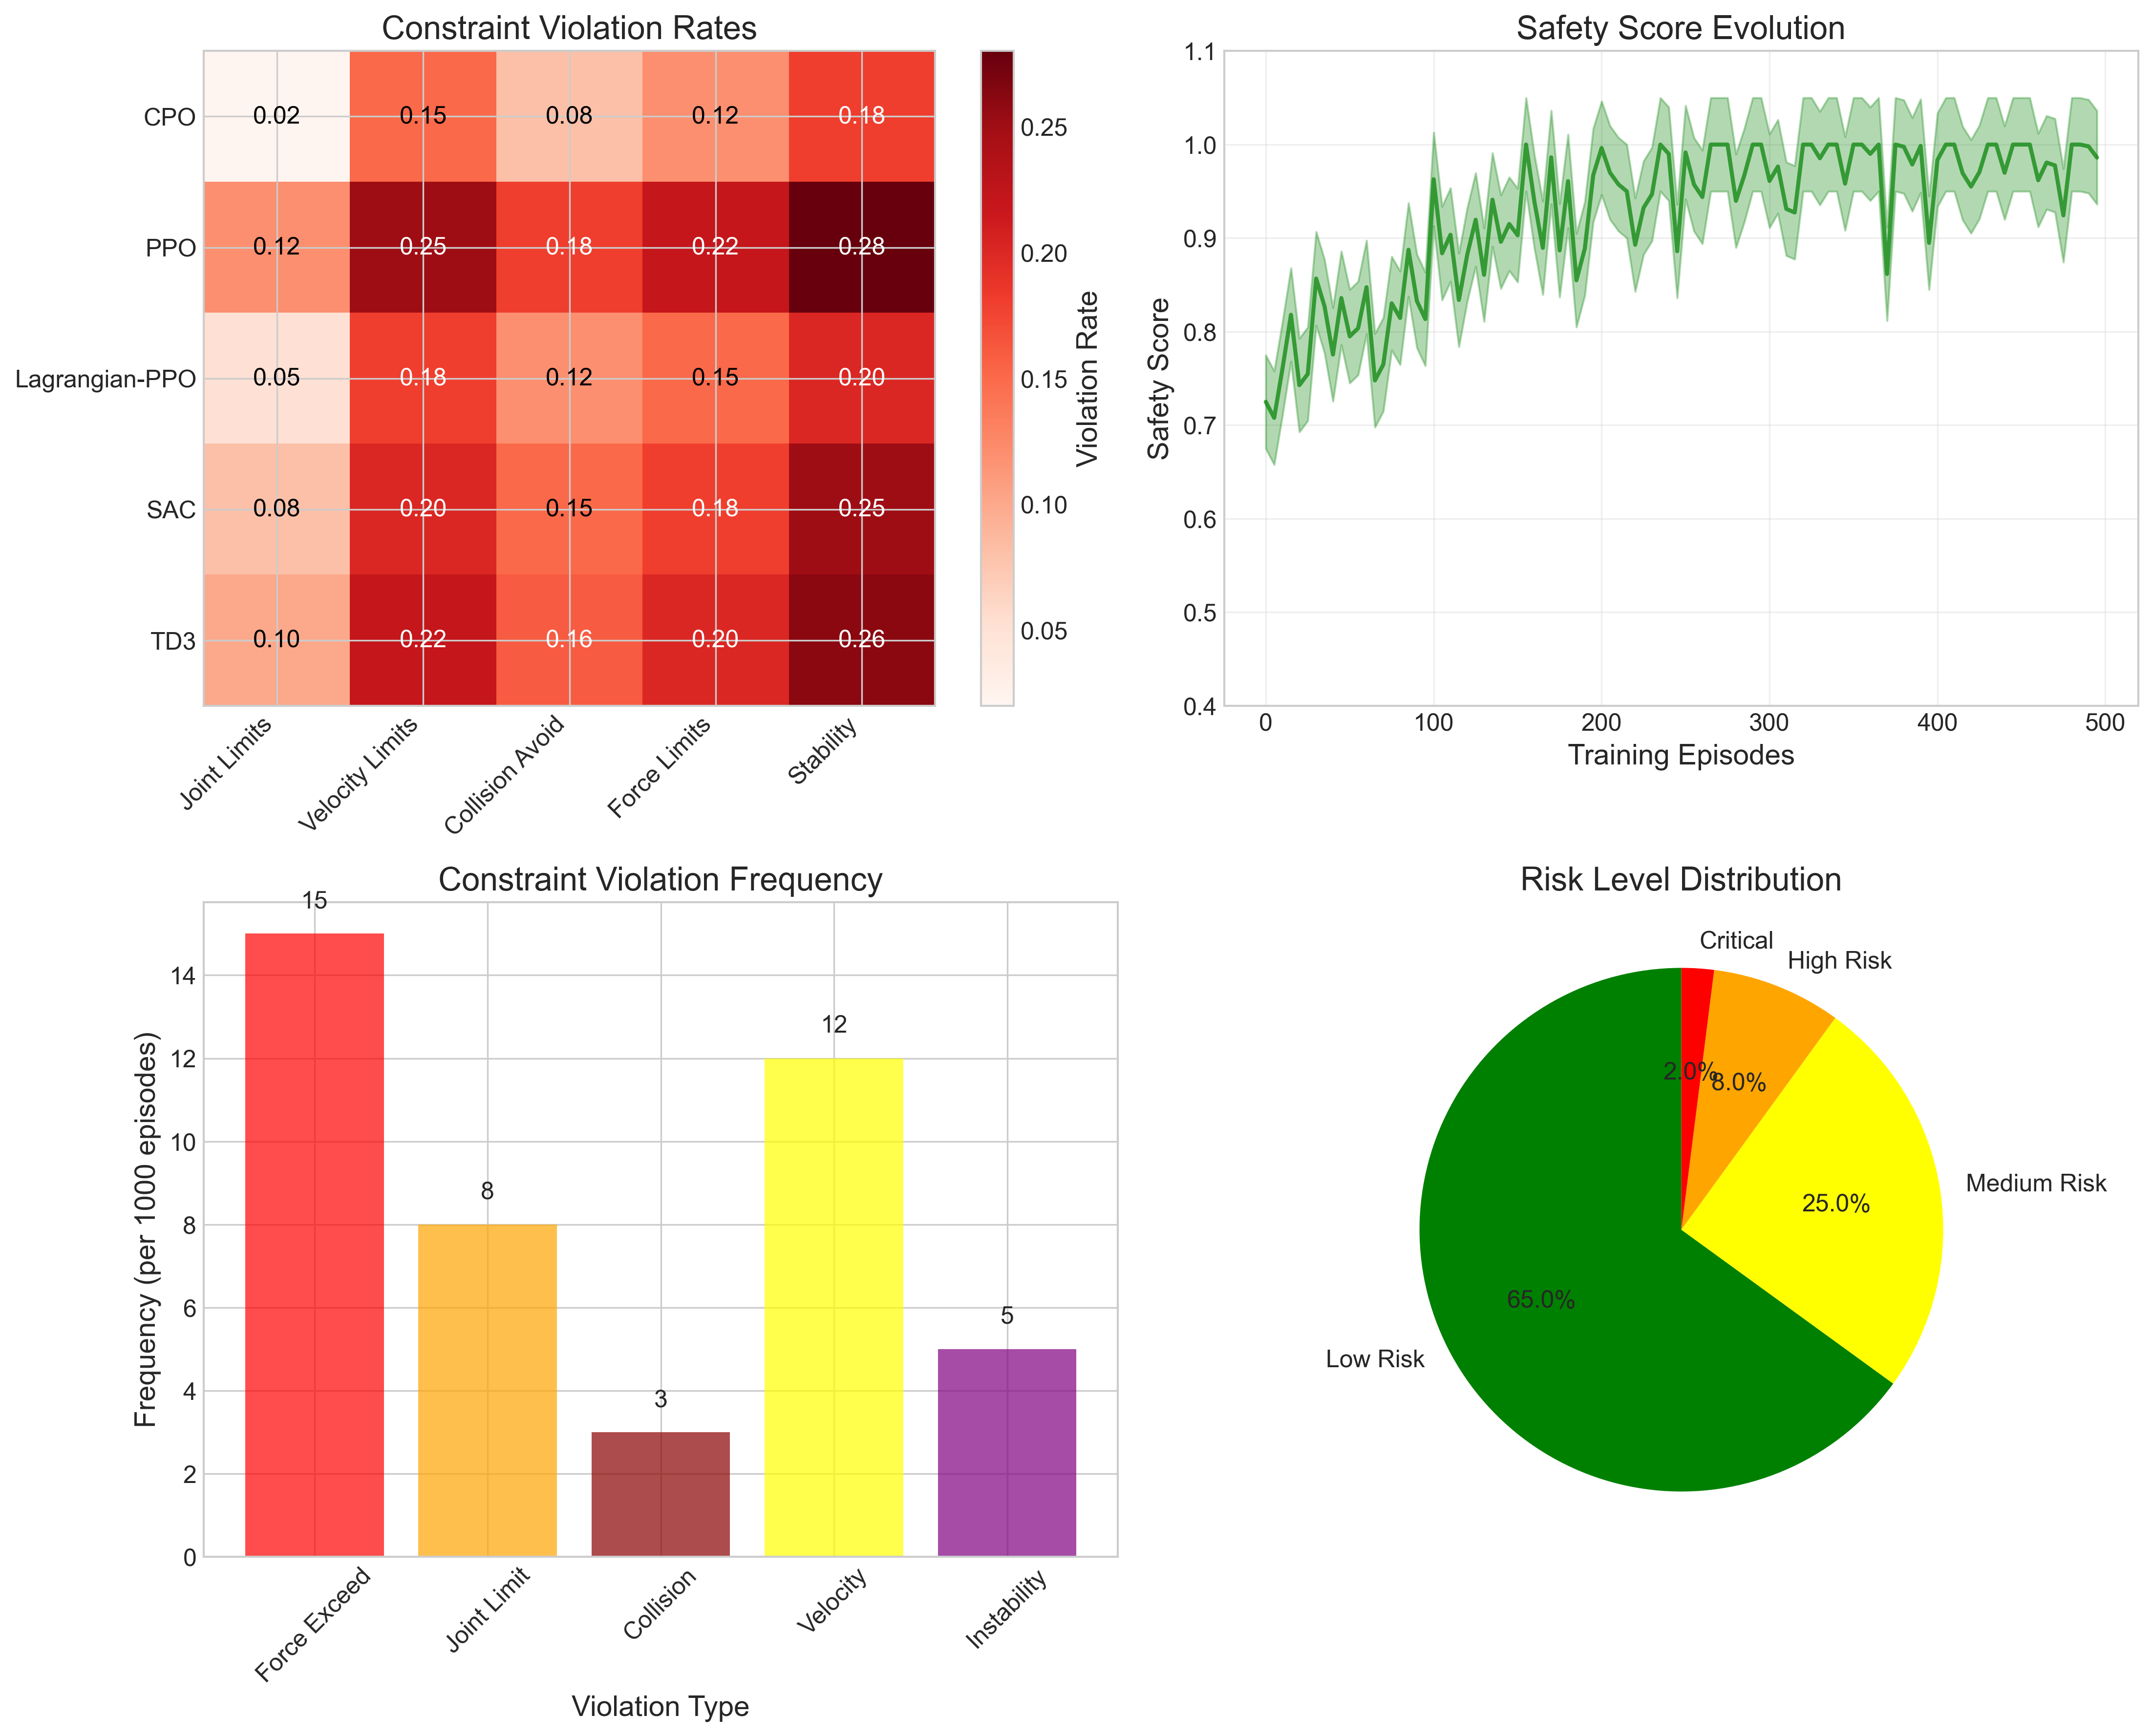 Constraint Violation Rates
CPO
PPO
Lagrangian-PPO
SAC
TD3
0.02 0.15 0.08 0.12 0.18
0.12 0.25 0.18 0.22 0.28
0.05 0.18 0.12 0.15 0.20
0.08 0.20 0.15 0.18 0.25
0.10 0.22 0.16 0.20 0.26
Joint Limits
Velocity Limits
Collision Avoid
Force Limits
Stability
0.25
0.20
0.15
0.10
0.05
Violation Rate
Safety Score Evolution
1.1
1.0
0.9
0.8
0.7
0.6
0.5
0.4
Safety Score
0 100 200 300 400 500
Training Episodes
Constraint Violation Frequency
15
8
3
12
5
14
12
10
8
6
4
2
0
Frequency (per 1000 episodes)
Force Exceed
Joint Limit
Collision
Velocity
Instability
Violation Type
Risk Level Distribution
Critical
High Risk
Medium Risk
Low Risk
2.0%
8.0%
25.0%
65.0%